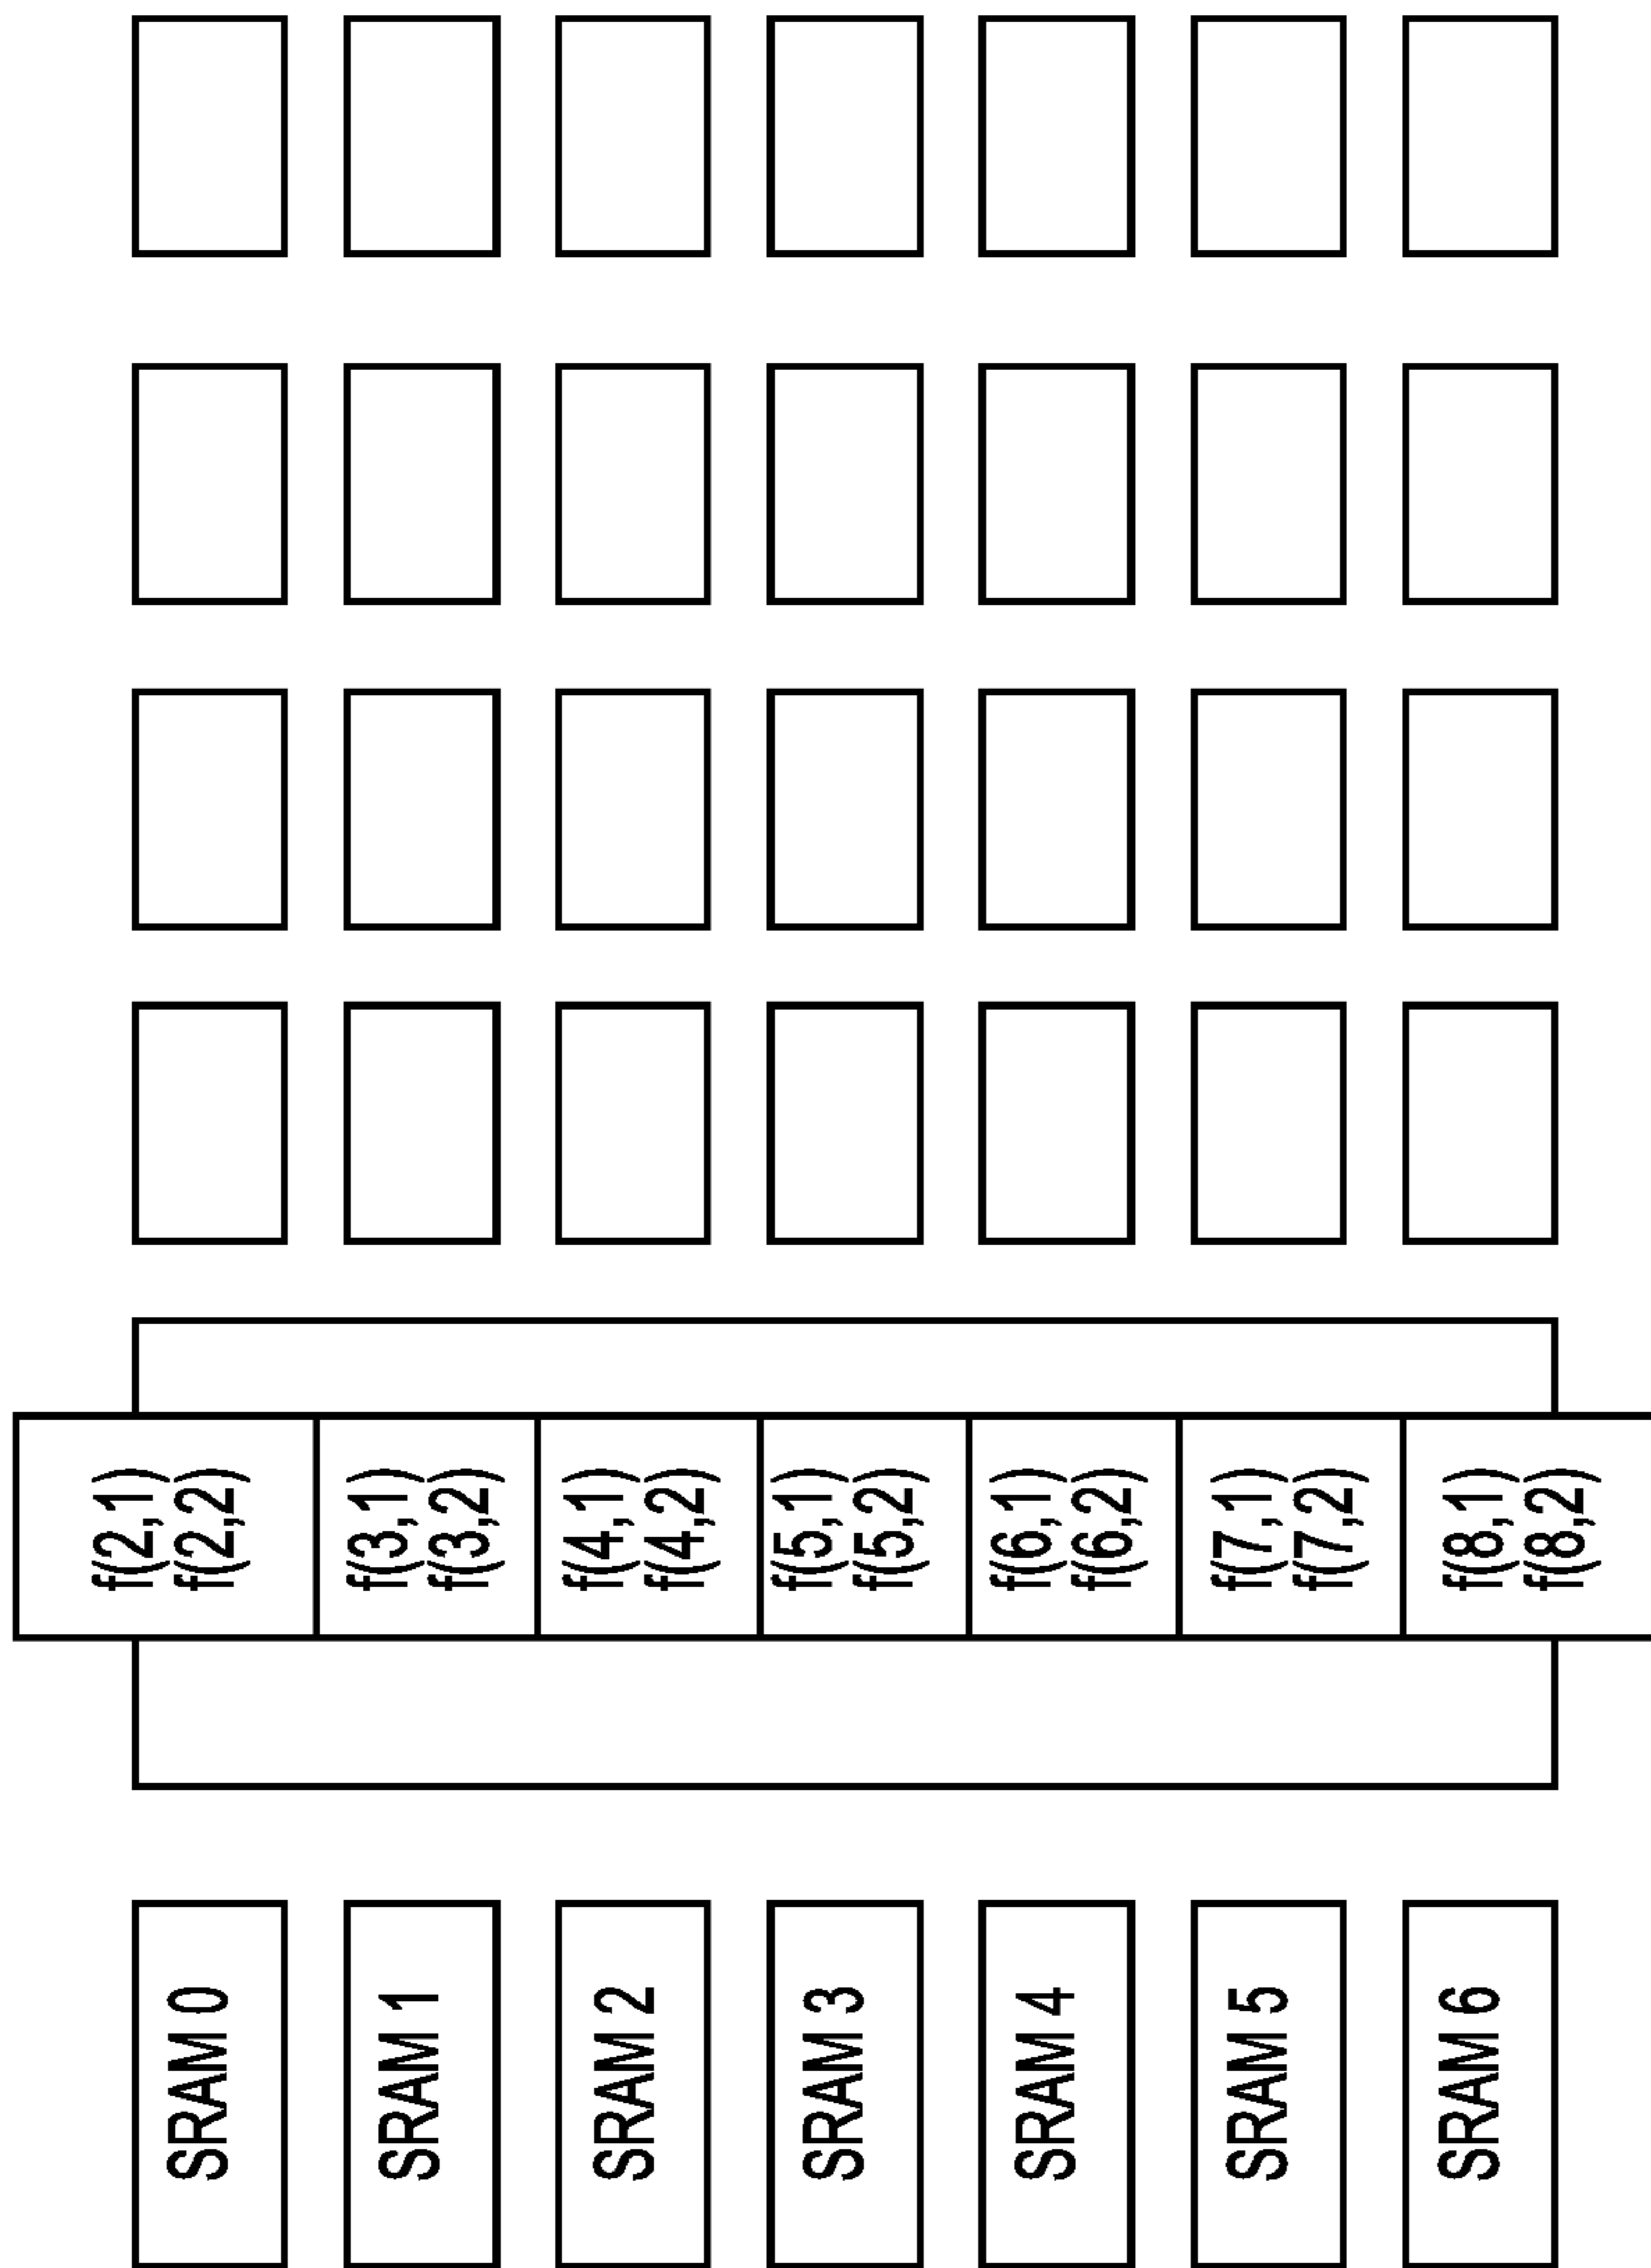 f(2,1)
f(2,2)
f(3,1)
f(3,2)
f(4,1)
f(4,2)
f(5,1)
f(5,2)
f(6,1)
f(6,2)
f(7,1)
f(7,2)
f(8,1)
f(8,2)
SRAM 0
SRAM 1
SRAM 2
SRAM 3
SRAM 4
SRAM 5
SRAM 6